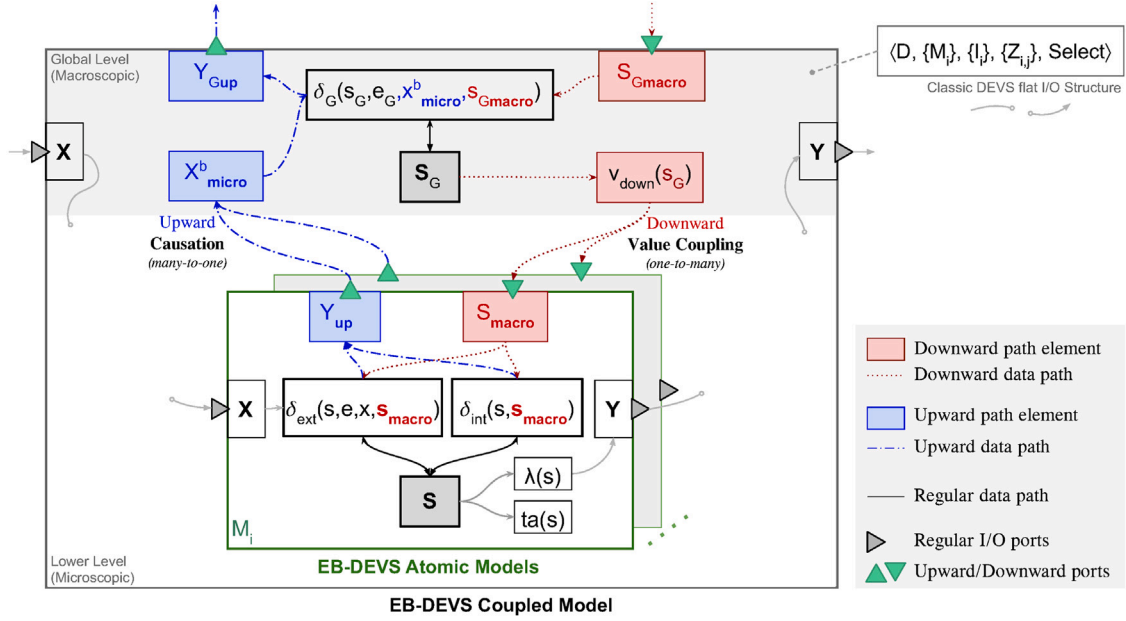 Global Level
(Macroscopic)
Y_Gup
δ_G(s_G,e_G,x^b_micro,s_Gmacro)
S_Gmacro
⟨D, {M_i}, {I_i}, {Z_i,j}, Select⟩
Classic DEVS flat I/O Structure
X
Y
X^b_micro
S_G
v_down(s_G)
Upward
Causation
(many-to-one)
Downward
Value Coupling
(one-to-many)
Y_up
S_macro
X
δ_ext(s,e,x,s_macro)
δ_int(s,s_macro)
Y
S
λ(s)
ta(s)
M_i
Lower Level
(Microscopic)
EB-DEVS Atomic Models
EB-DEVS Coupled Model
Downward path element
Downward data path
Upward path element
Upward data path
Regular data path
Regular I/O ports
Upward/Downward ports